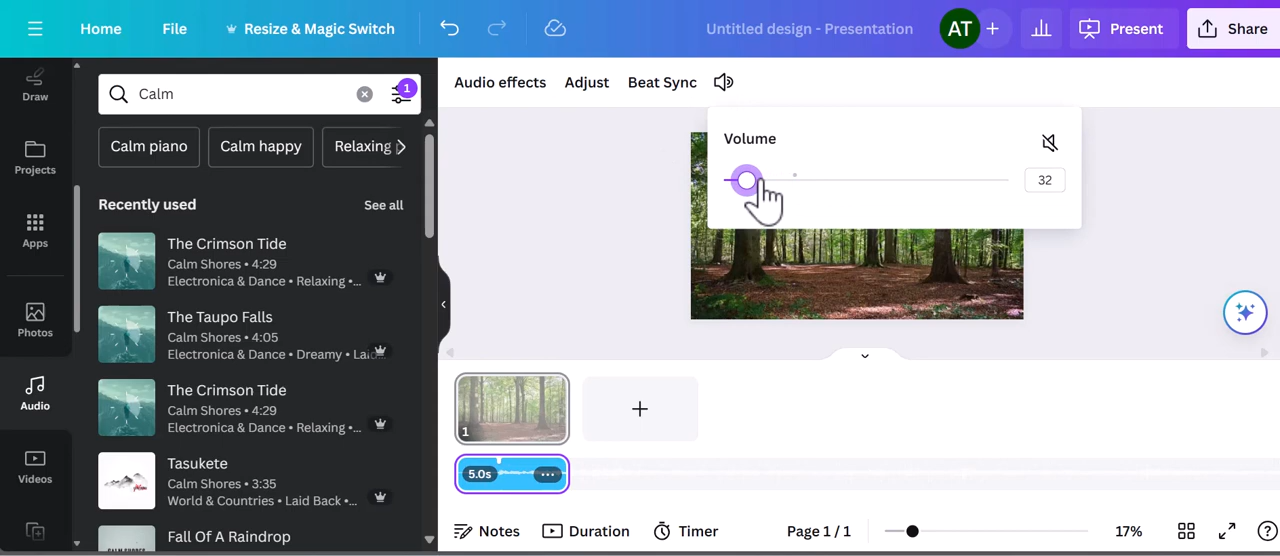 Home
File
Resize & Magic Switch
Untitled design - Presentation
AT
Present
Share
Draw
Projects
Apps
Photos
Audio
Videos
Calm
1
Calm piano
Calm happy
Relaxing
Recently used
See all
The Crimson Tide
Calm Shores • 4:29
Electronica & Dance • Relaxing •...
The Taupo Falls
Calm Shores • 4:05
Electronica & Dance • Dreamy • Laid...
The Crimson Tide
Calm Shores • 4:29
Electronica & Dance • Relaxing •...
Tasukete
Calm Shores • 3:35
World & Countries • Laid Back •...
Fall Of A Raindrop
Audio effects
Adjust
Beat Sync
Volume
32
1
5.0s
Notes
Duration
Timer
Page 1 / 1
17%